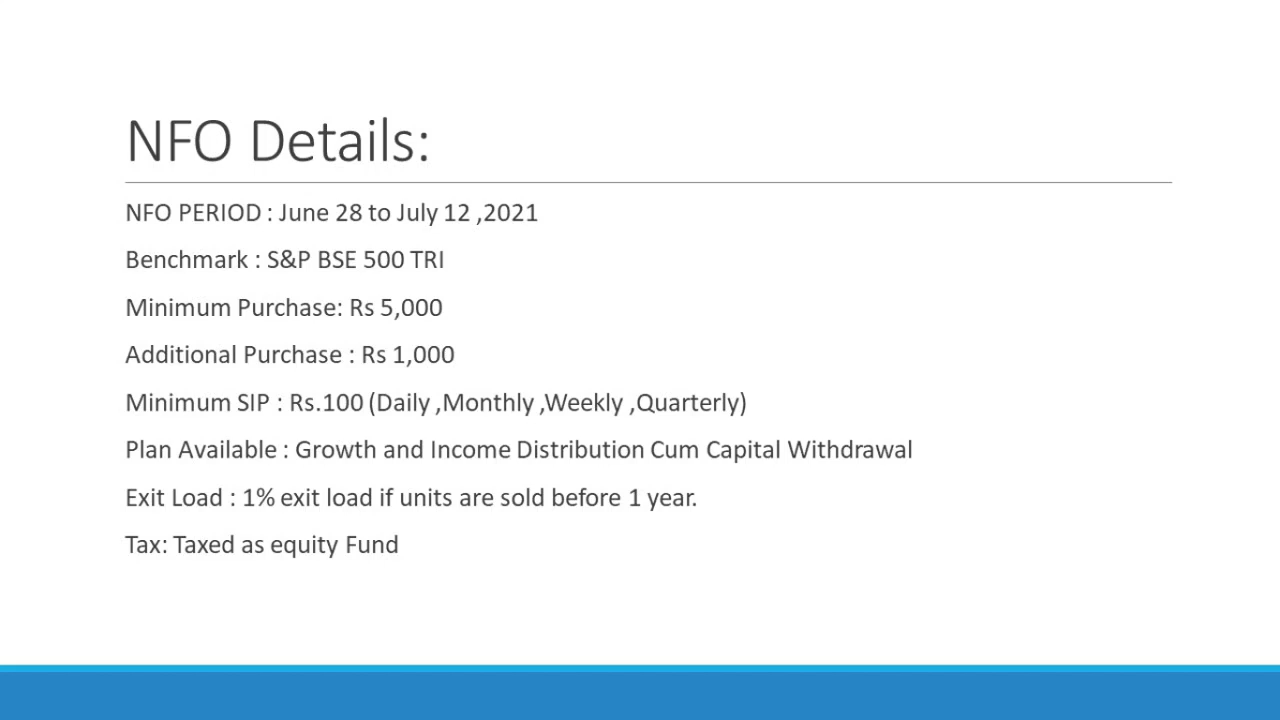 NFO Details:
NFO PERIOD : June 28 to July 12 ,2021
Benchmark : S&P BSE 500 TRI
Minimum Purchase: Rs 5,000
Additional Purchase : Rs 1,000
Minimum SIP : Rs.100 (Daily ,Monthly ,Weekly ,Quarterly)
Plan Available : Growth and Income Distribution Cum Capital Withdrawal
Exit Load : 1% exit load if units are sold before 1 year.
Tax: Taxed as equity Fund